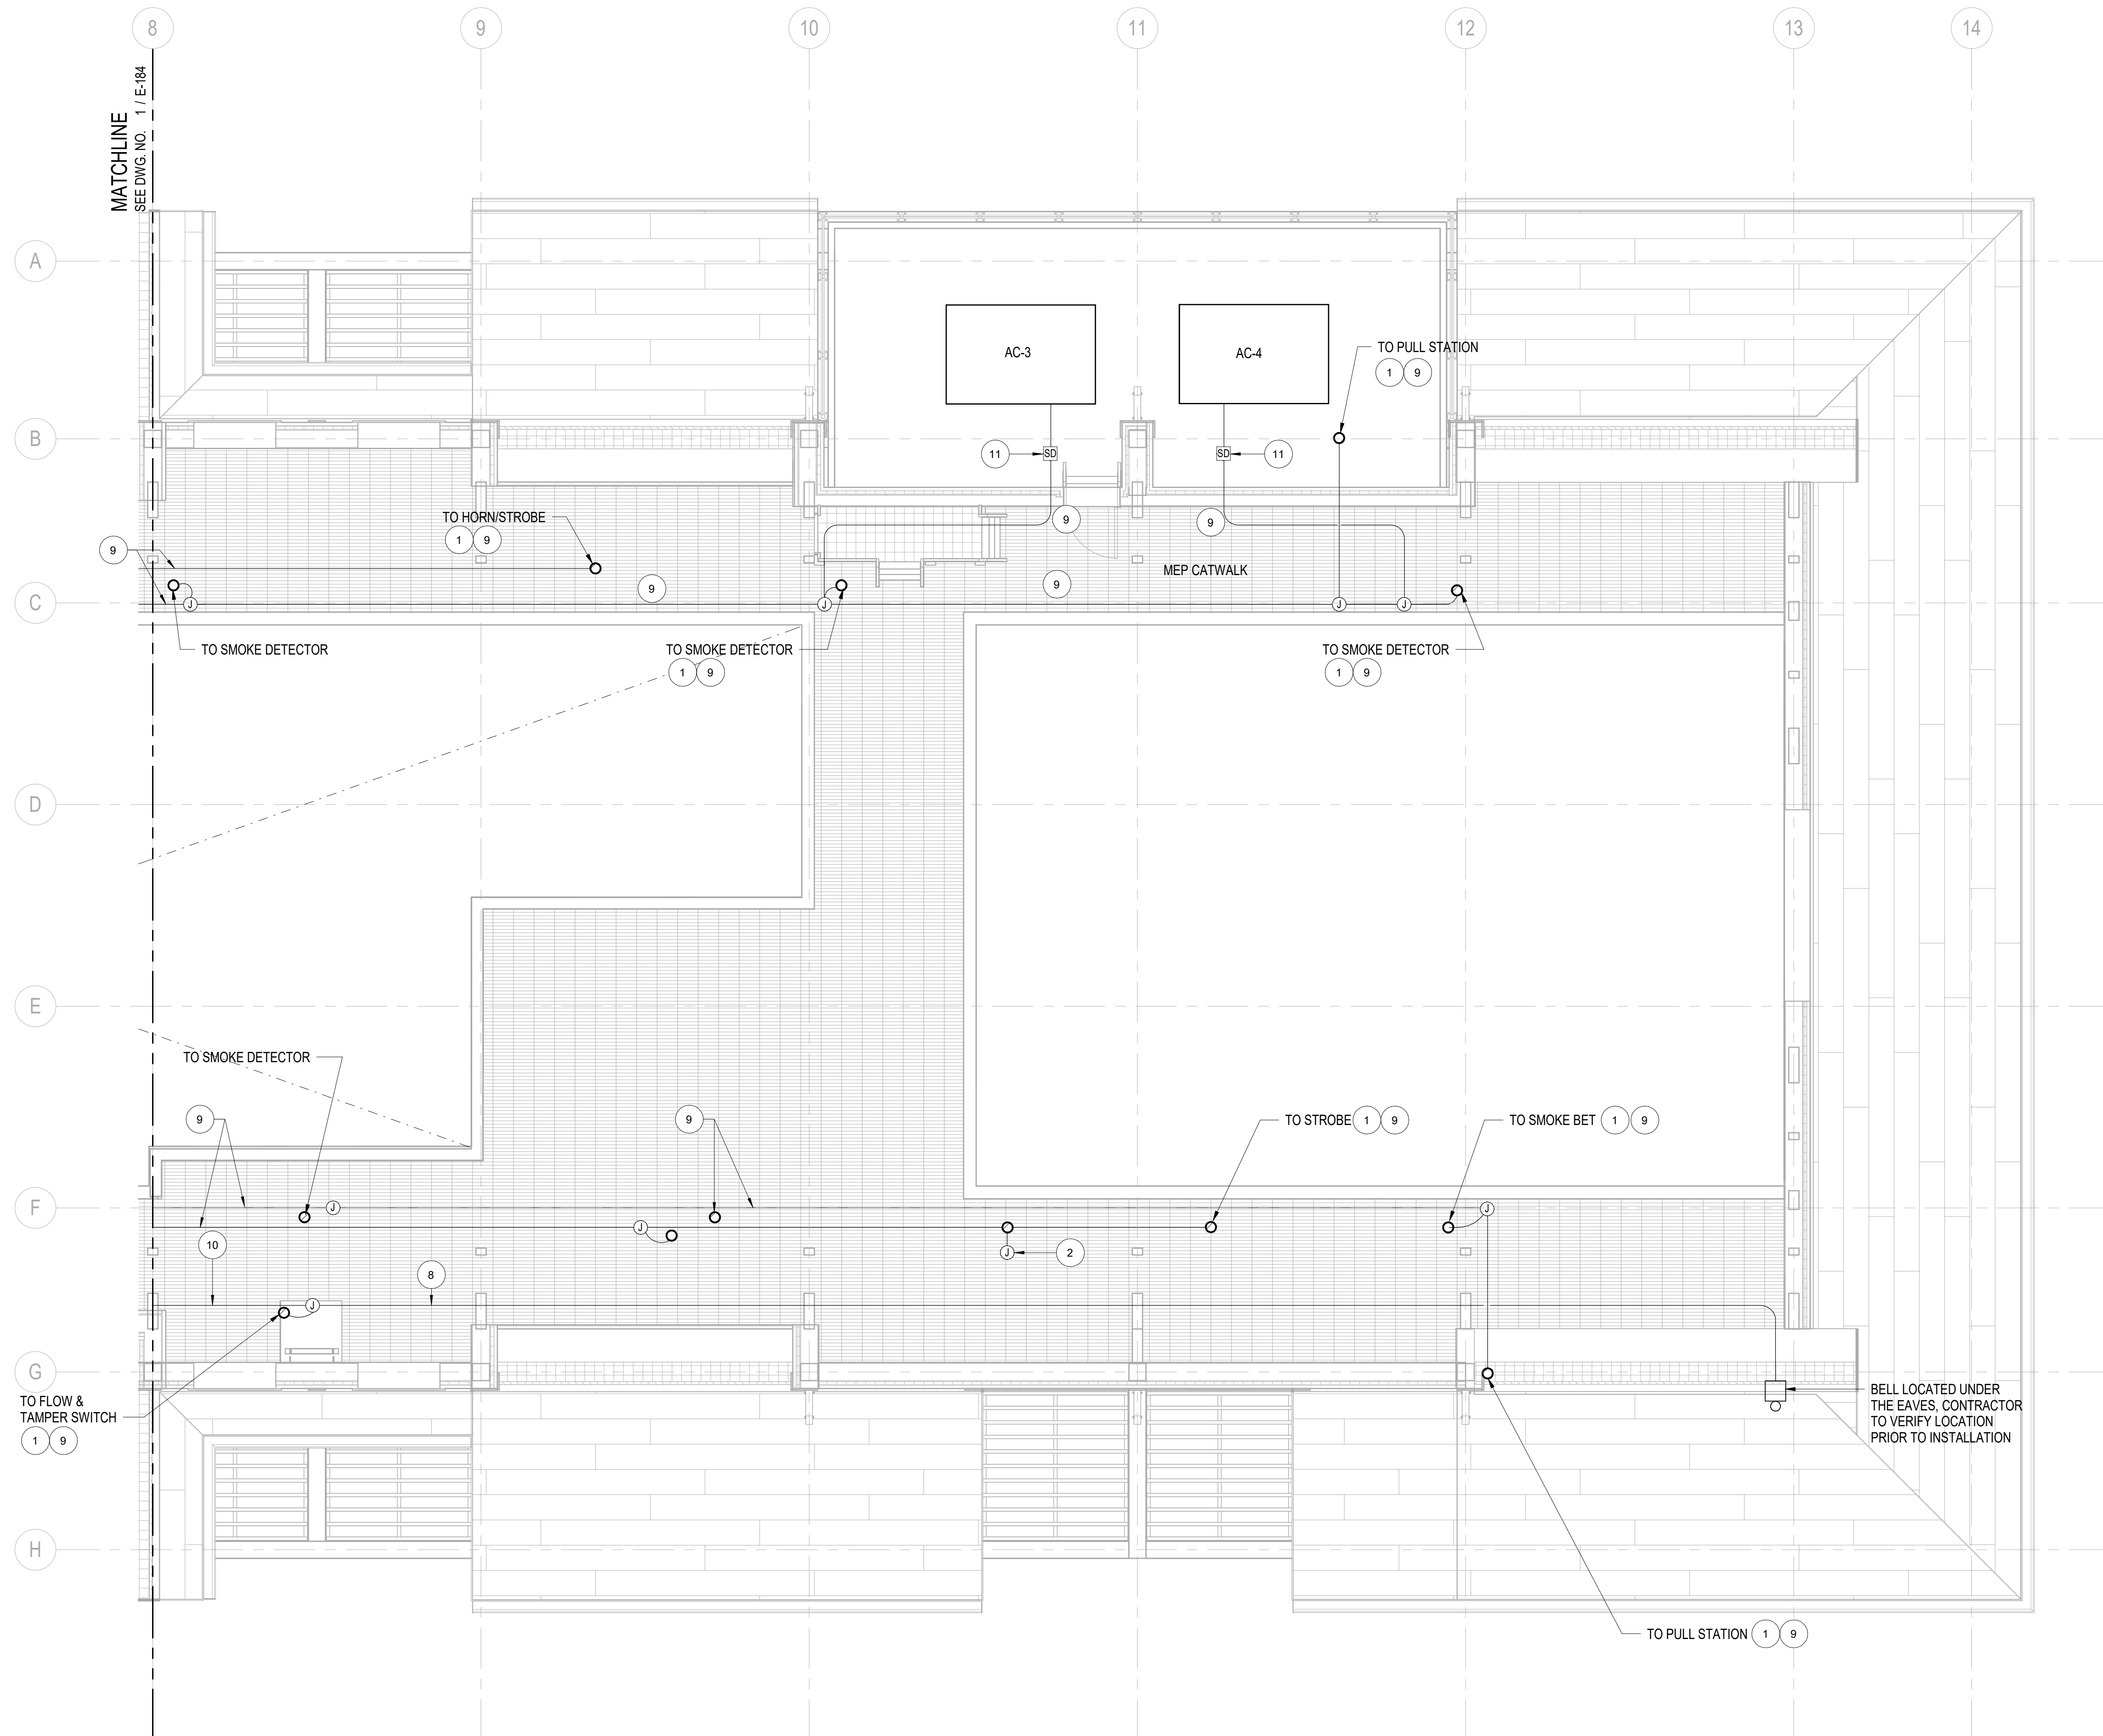 8
9
10
11
12
13
14
MATCHLINE
SEE DWG. NO. 1 / E-184
A
AC-3
AC-4
TO PULL STATION
1
9
B
11
SD
SD
11
TO HORN/STROBE
1
9
9
9
9
MEP CATWALK
9
9
C
J
J
J
J
TO SMOKE DETECTOR
TO SMOKE DETECTOR
1
9
TO SMOKE DETECTOR
1
9
D
E
TO SMOKE DETECTOR
9
9
TO STROBE
1
9
TO SMOKE BET
1
9
F
J
J
J
J
2
10
8
J
G
TO FLOW &
TAMPER SWITCH
1
9
BELL LOCATED UNDER
THE EAVES, CONTRACTOR
TO VERIFY LOCATION
PRIOR TO INSTALLATION
H
TO PULL STATION
1
9